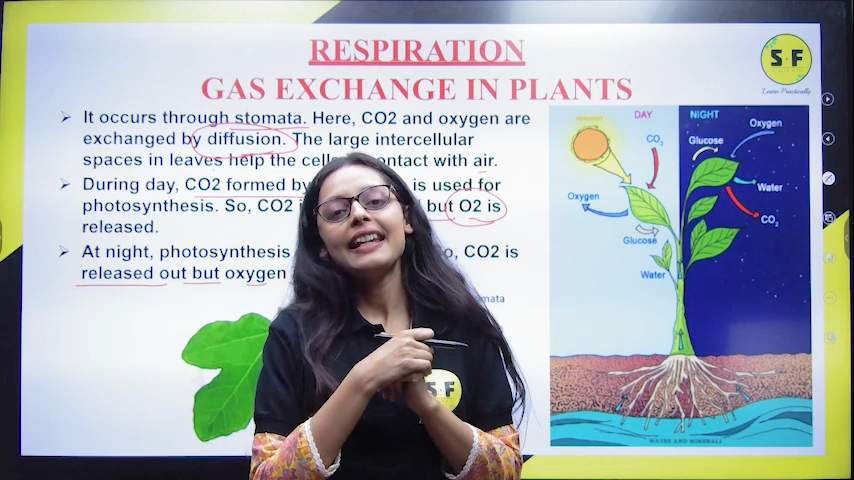 RESPIRATION
GAS EXCHANGE IN PLANTS
It occurs through stomata. Here, CO2 and oxygen are
exchanged by diffusion. The large intercellular
spaces in leaves help the contact with air.
During day, CO2 formed by is used for
photosynthesis. So, CO2 but O2 is
released.
At night, photosynthesis CO2 is
released out but oxygen
S F
Learn Practically
DAY
NIGHT
CO2
Oxygen
Glucose
Water
CO2
Oxygen
Glucose
Water
WATER AND MINERALS
S F